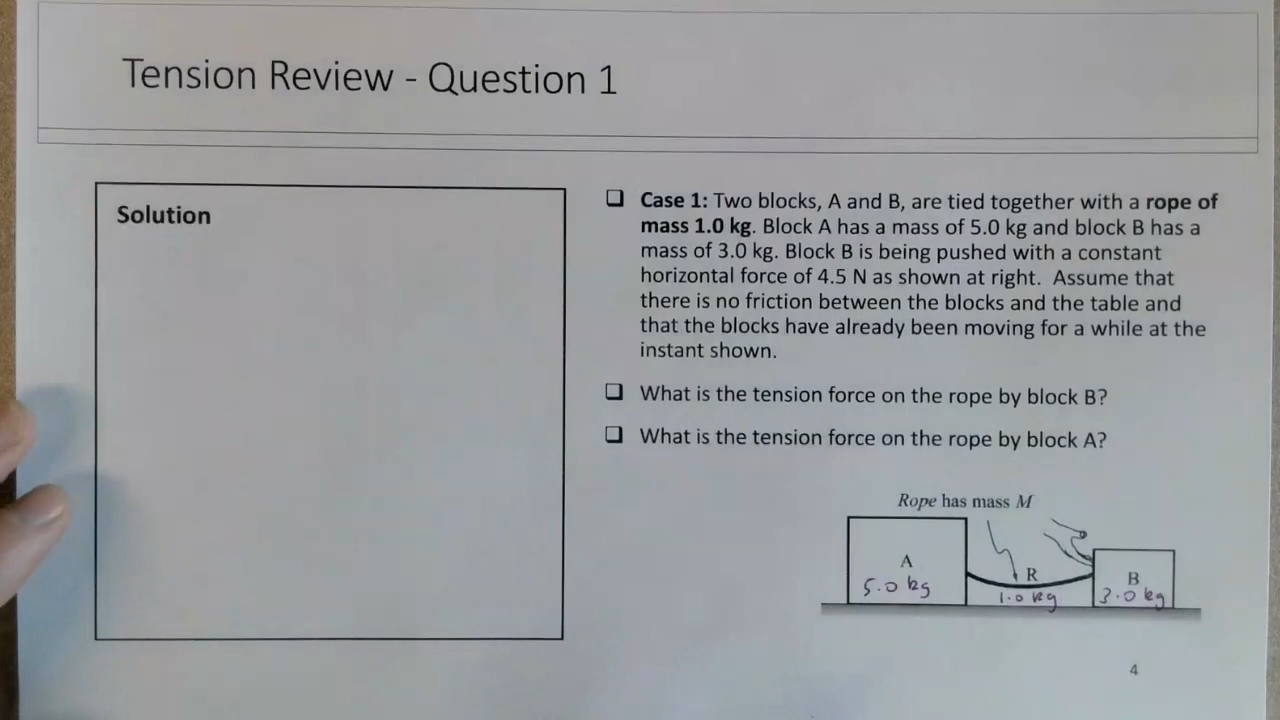 Tension Review - Question 1
Solution
Case 1: Two blocks, A and B, are tied together with a rope of
mass 1.0 kg. Block A has a mass of 5.0 kg and block B has a
mass of 3.0 kg. Block B is being pushed with a constant
horizontal force of 4.5 N as shown at right. Assume that
there is no friction between the blocks and the table and
that the blocks have already been moving for a while at the
instant shown.
What is the tension force on the rope by block B?
What is the tension force on the rope by block A?
Rope has mass M
A
5.0 kg
R
1.0 kg
B
3.0 kg
4